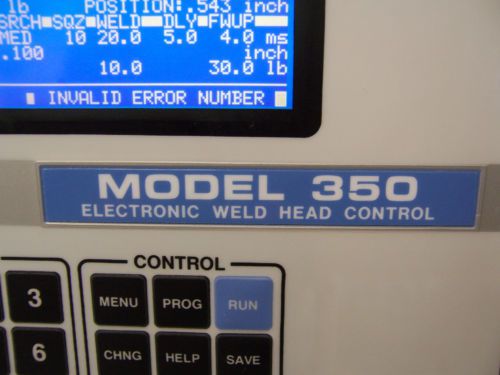 lb POSITION:.543 inch
SRCH SQZ WELD DLY FWUP
MED 10 20.0 5.0 4.0 ms
.100 inch
10.0 30.0 lb
INVALID ERROR NUMBER
MODEL 350
ELECTRONIC WELD HEAD CONTROL
CONTROL
3 MENU PROG RUN
6 CHNG HELP SAVE